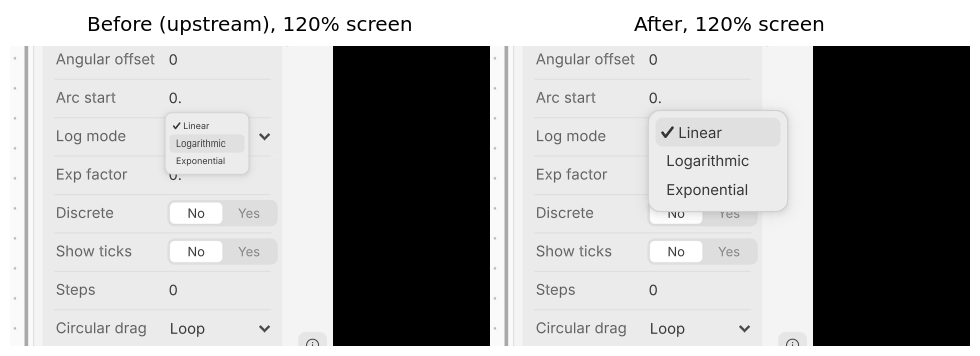 Before (upstream), 120% screen
Angular offset 0
Arc start 0.
Log mode
✔ Linear
Logarithmic
Exponential
Exp factor 0.
Discrete No Yes
Show ticks No Yes
Steps 0
Circular drag Loop
After, 120% screen
Angular offset 0
Arc start 0.
Log mode
✔ Linear
Logarithmic
Exponential
Exp factor
Discrete No Yes
Show ticks No Yes
Steps 0
Circular drag Loop